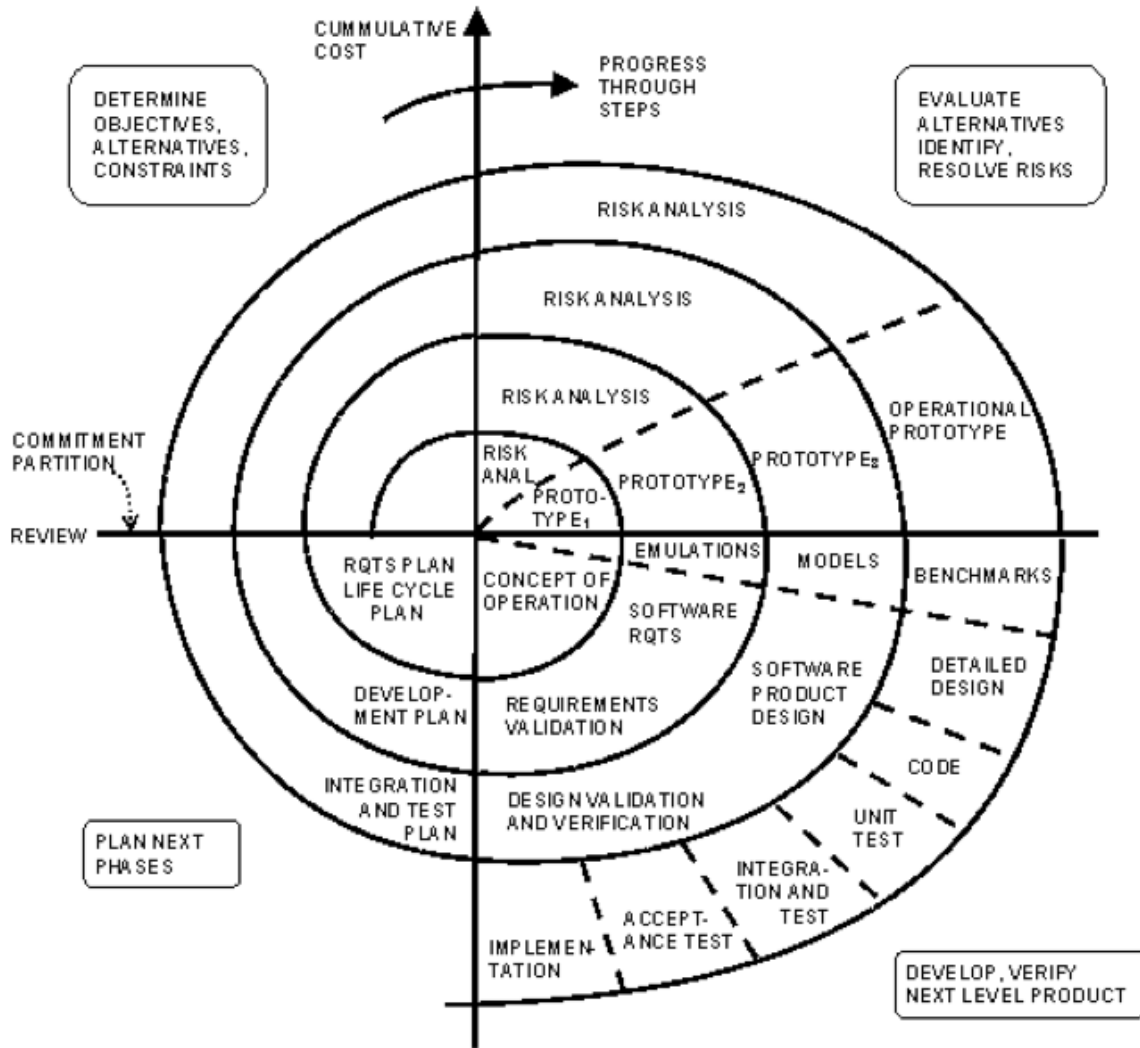 CUMMULATIVE
COST
PROGRESS
THROUGH
STEPS
DETERMINE
OBJECTIVES,
ALTERNATIVES,
CONSTRAINTS
EVALUATE
ALTERNATIVES
IDENTIFY,
RESOLVE RISKS
RISK ANALYSIS
RISK ANALYSIS
RISK ANALYSIS
RISK
ANAL.
PROTO-
TYPE₁
PROTOTYPE₂
PROTOTYPE₃
OPERATIONAL
PROTOTYPE
COMMITMENT
PARTITION
REVIEW
RQTS PLAN
LIFE CYCLE
PLAN
CONCEPT OF
OPERATION
EMULATIONS
MODELS
BENCHMARKS
SOFTWARE
RQTS
SOFTWARE
PRODUCT
DESIGN
DETAILED
DESIGN
DEVELOP-
MENT PLAN
REQUIREMENTS
VALIDATION
CODE
INTEGRATION
AND TEST
PLAN
DESIGN VALIDATION
AND VERIFICATION
UNIT
TEST
PLAN NEXT
PHASES
INTEGRA-
TION AND
TEST
ACCEPT-
ANCE TEST
IMPLEMEN-
TATION
DEVELOP, VERIFY
NEXT LEVEL PRODUCT